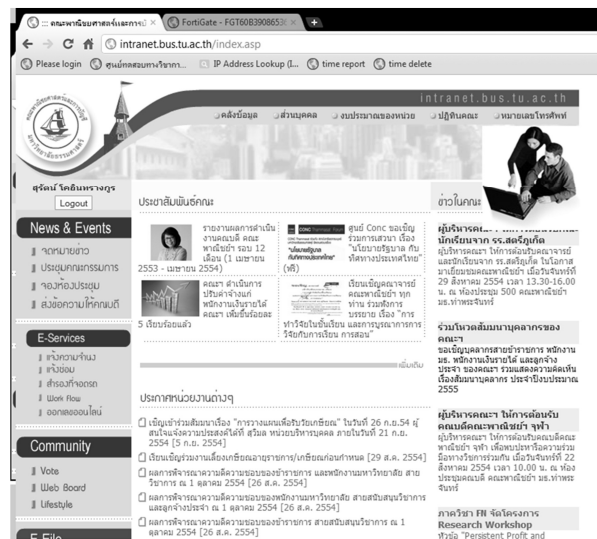 ::: คณะพาณิชยศาสตร์และการบั
FortiGate - FGT60B3908653
intranet.bus.tu.ac.th/index.asp
Please login
ศูนย์ทดสอบทางวิชาก...
IP Address Lookup (I...
time report
time delete
intranet.bus.tu.ac.th
คลังข้อมูล
ส่วนบุคคล
งบประมาณของหน่วย
ปฏิทินคณะ
หมายเลขโทรศัพท์
Logout
News & Events
จดหมายข่าว
ประชุมคณะกรรมการ
จองห้องประชุม
ส่งข้อความให้คณบดี
E-Services
แจ้งความจำนง
แจ้งซ่อม
สำรองที่จอดรถ
Work Flow
ออกเลขออนไลน์
Community
Vote
Web Board
Lifestyle
E-File
ประชาสัมพันธ์คณะ
รายงานผลการดำเนิน
งานคณบดี คณะ
พาณิชย์ฯ รอบ 12
เดือน (1 เมษายน
2553 - เมษายน 2554)
ศูนย์ Conc ขอเชิญ
ร่วมการเสวนา เรื่อง
"นโยบายรัฐบาล กับ
ทิศทางประเทศไทย"
(ฟรี)
คณะฯ ดำเนินการ
ปรับค่าจ้างแก่
พนักงานเงินรายได้
คณะฯ เพิ่มขึ้นร้อยละ
5 เรียบร้อยแล้ว
เรียนเชิญคณาจารย์
คณะพาณิชย์ฯ ทุก
ท่าน ร่วมฟังการ
บรรยาย เรื่อง "การ
ทำวิจัยในชั้นเรียน และการบูรณาการการ
วิจัยกับการเรียน การสอน"
เพิ่มเติม
ประกาศหน่วยงานต่างๆ
เชิญเข้าร่วมสัมมนาเรื่อง "การวางแผนเพื่อรับวัยเกษียณ" ในวันที่ 26 ก.ย.54 ผู้
สนใจแจ้งความประสงค์ได้ที่ สุวิมล หน่วยบริหารบุคคล ภายในวันที่ 21 ก.ย.
2554 [5 ก.ย. 2554]
เรียนเชิญร่วมงานเลี้ยงเกษียณอายุราชการ/เกษียณก่อนกำหนด [29 ส.ค. 2554]
ผลการพิจารณาความดีความชอบของข้าราชการ และพนักงานมหาวิทยาลัย สาย
วิชาการ ณ 1 ตุลาคม 2554 [26 ส.ค. 2554]
ผลการพิจารณาความดีความชอบของพนักงานมหาวิทยาลัย สายสนับสนุนวิชาการ
และลูกจ้างประจำ ณ 1 ตุลาคม 2554 [26 ส.ค. 2554]
ผลการพิจารณาความดีความชอบของข้าราชการ สายสนับสนุนวิชาการ ณ 1
ตุลาคม 2554 [26 ส.ค. 2554]
ข่าวในคณะ
นักเรียนจาก รร.สตรีภูเก็ต
ผู้บริหารคณะฯ ให้การต้อนรับคณาจารย์
และนักเรียนจาก รร.สตรีภูเก็ต ในโอกาส
มาเยี่ยมชมคณะพาณิชย์ฯ เมื่อวันจันทร์ที่
29 สิงหาคม 2554 เวลา 13.30-16.00
น. ณ ห้องประชุม 500 คณะพาณิชย์ฯ
มธ.ท่าพระจันทร์
ร่วมโหวตสัมมนาบุคลากรของ
คณะฯ
ขอเชิญบุคลากรสายข้าราชการ พนักงาน
มธ. พนักงานเงินรายได้ และลูกจ้าง
ประจำ ของคณะฯ ร่วมแสดงความคิดเห็น
เรื่องสัมมนาบุคลากร ประจำปีงบประมาณ
2555
ผู้บริหารคณะฯ ให้การต้อนรับ
คณบดีคณะพาณิชย์ฯ จุฬาฯ
ผู้บริหารคณะฯ ให้การต้อนรับคณบดีคณะ
พาณิชย์ฯ จุฬาฯ เพื่อพบปะหารือความร่วม
มือทางวิชาการร่วมกัน เมื่อวันจันทร์ที่ 22
สิงหาคม 2554 เวลา 10.00 น. ณ ห้อง
ประชุมคณบดี คณะพาณิชย์ฯ มธ.ท่าพระ
จันทร์
ภาควิชา FN จัดโครงการ
Research Workshop
หัวข้อ "Persistent Profit and